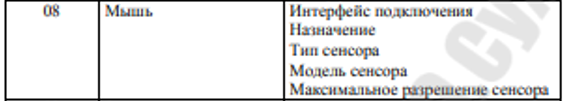 08 Мышь Интерфейс подключения
Назначение
Тип сенсора
Модель сенсора
Максимальное разрешение сенсора